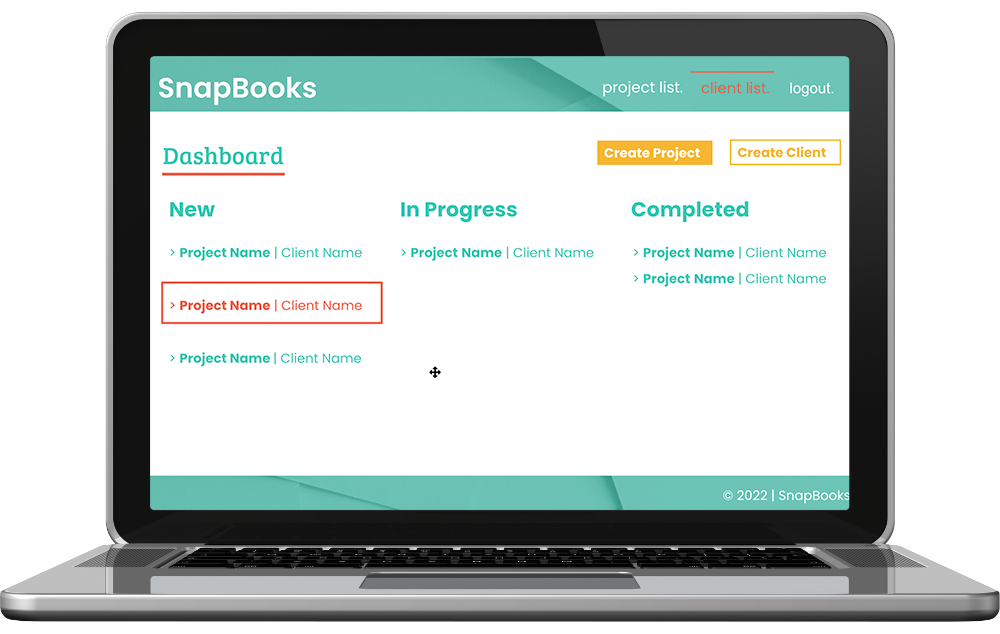 SnapBooks
project list. client list. logout.
Dashboard
Create Project Create Client
New In Progress Completed
> Project Name | Client Name > Project Name | Client Name > Project Name | Client Name
> Project Name | Client Name
> Project Name | Client Name
> Project Name | Client Name
© 2022 | SnapBooks